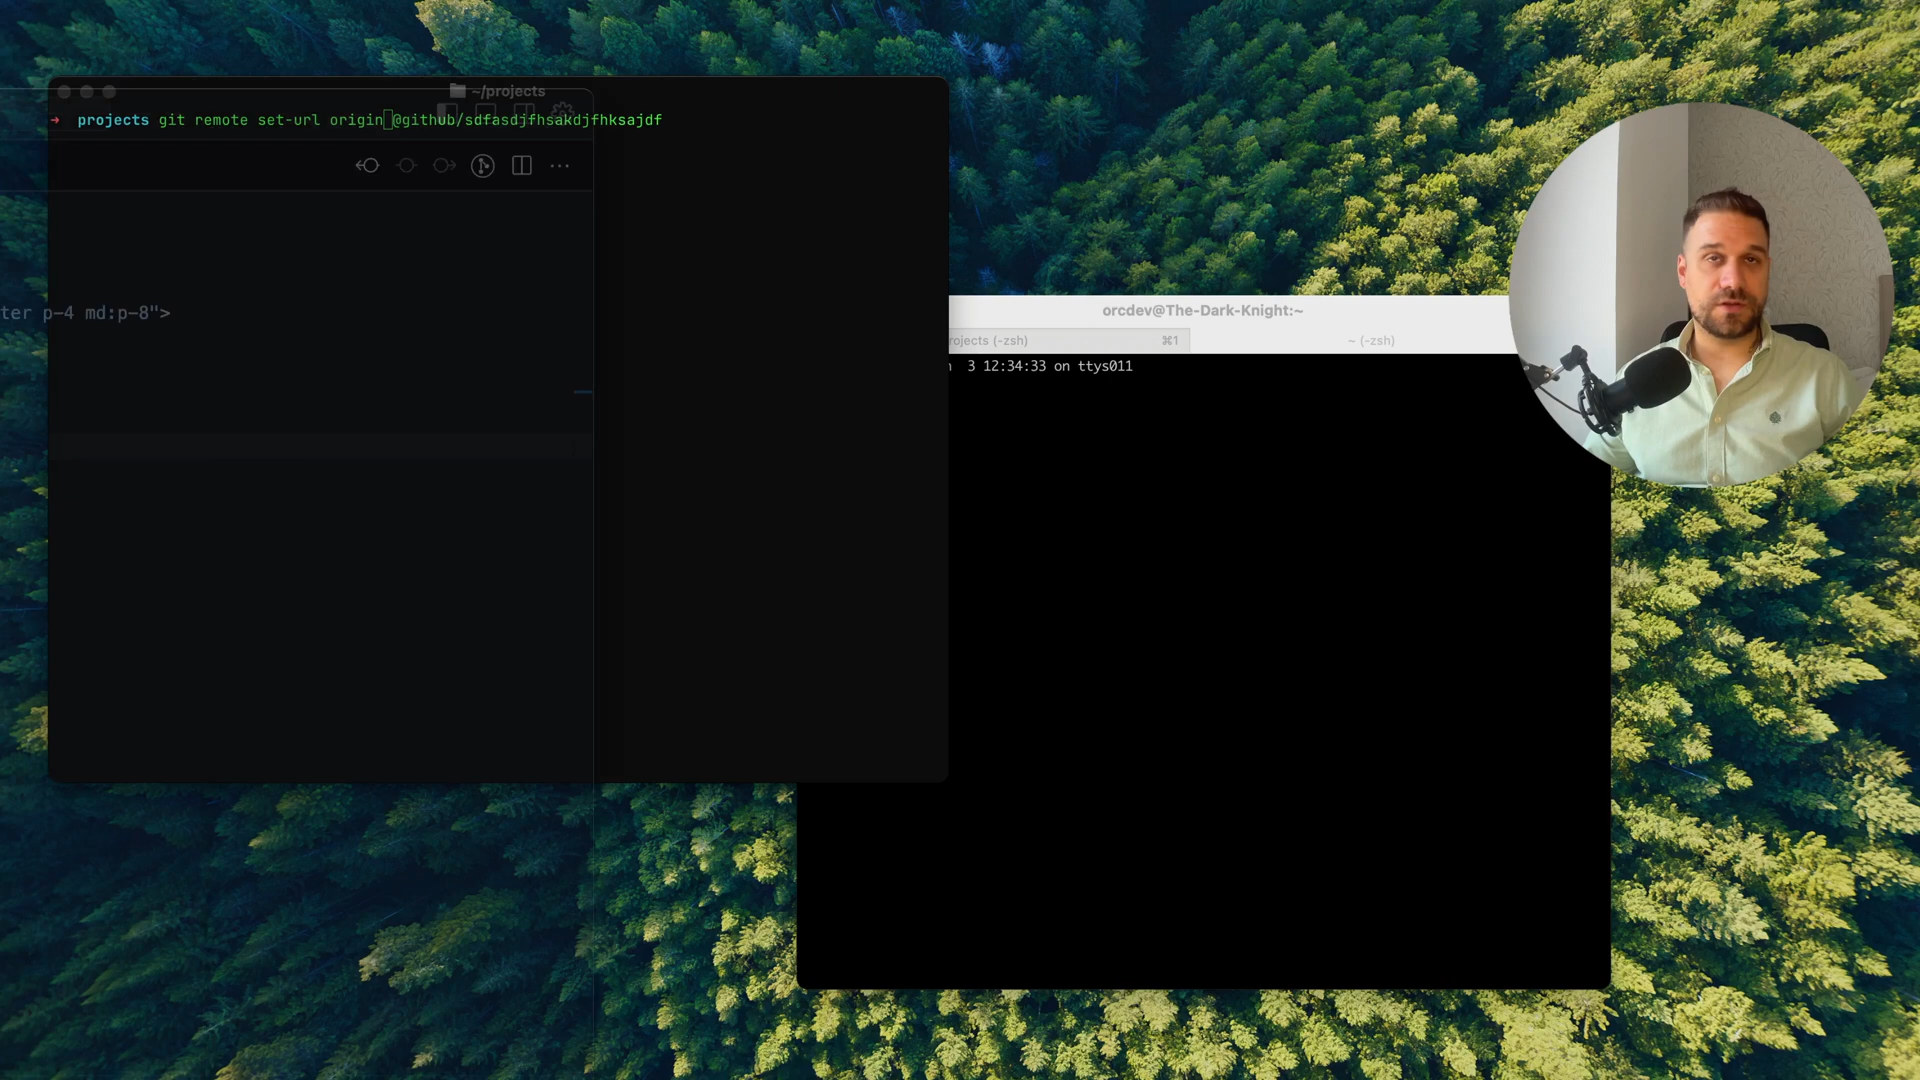 ~/projects
→ projects git remote set-url origin @github/sdfasdjfhsakdjfhksajdf
ter p-4 md:p-8">
orcdev@The-Dark-Knight:~
rojects (-zsh) ⌘1
~ (-zsh)
3 12:34:33 on ttys011